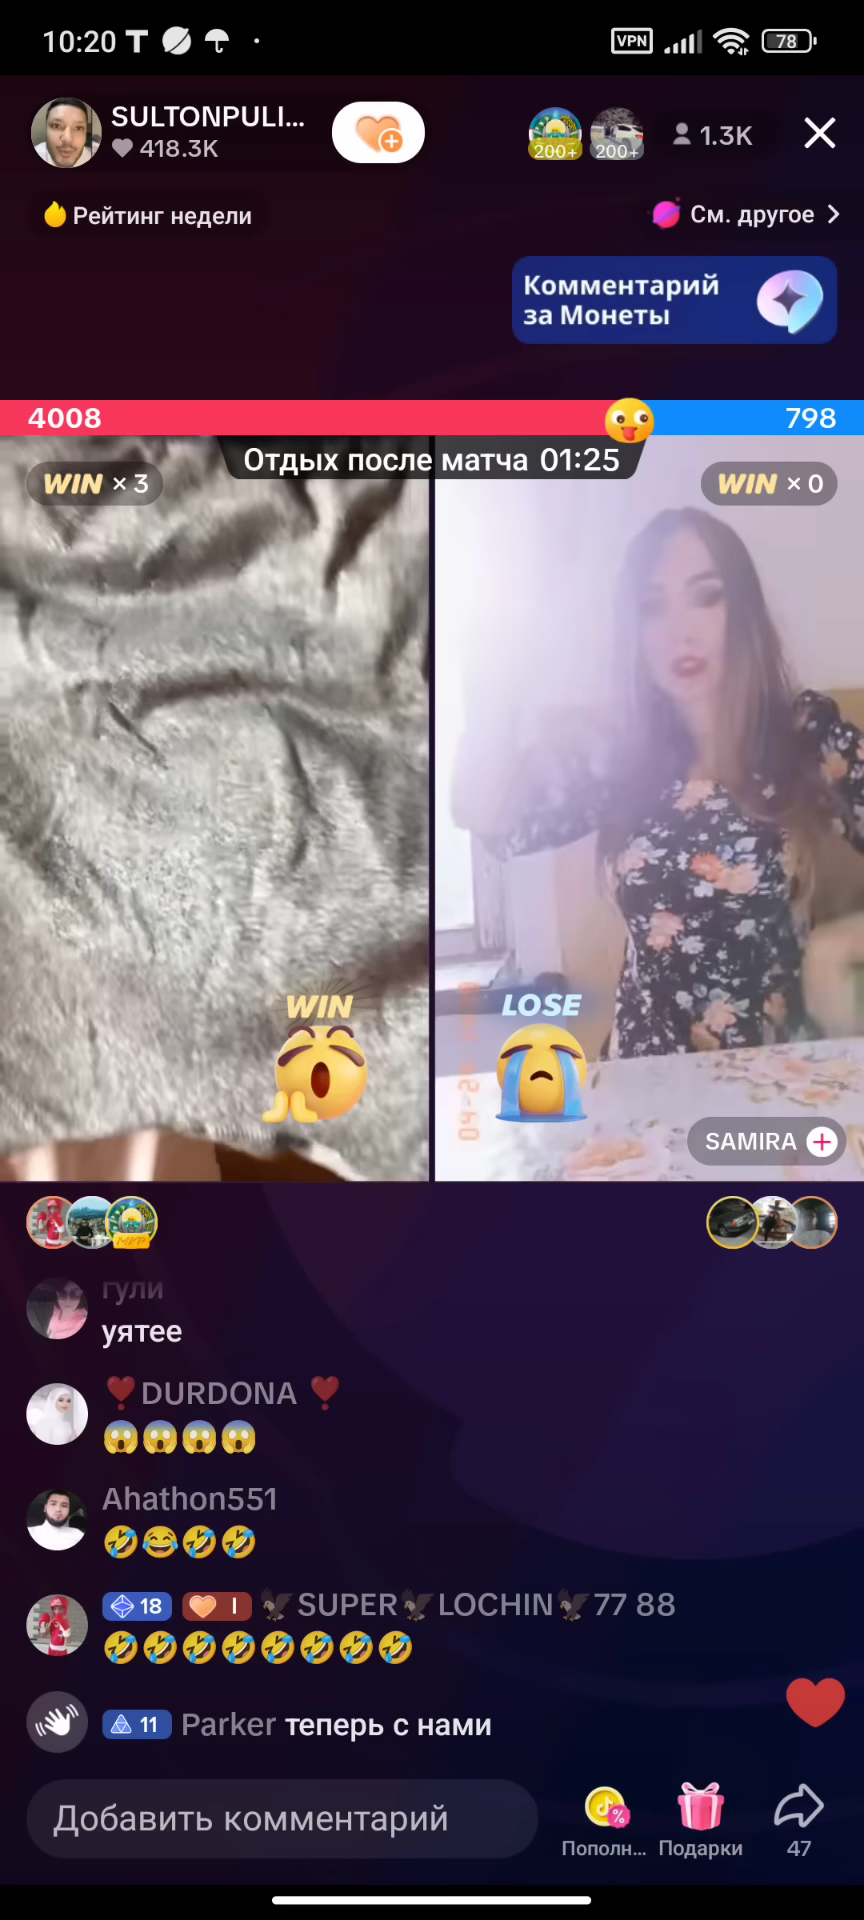 10:20
VPN
78
SULTONPULI...
418.3K
200+
200+
1.3K
Рейтинг недели
См. другое
Комментарий
за Монеты
4008
798
Отдых после матча 01:25
WIN × 3
WIN × 0
WIN
LOSE
SAMIRA
гули
уятее
DURDONA
Ahathon551
18
I
SUPER LOCHIN 77 88
11
Parker теперь с нами
Добавить комментарий
Пополн...
Подарки
47